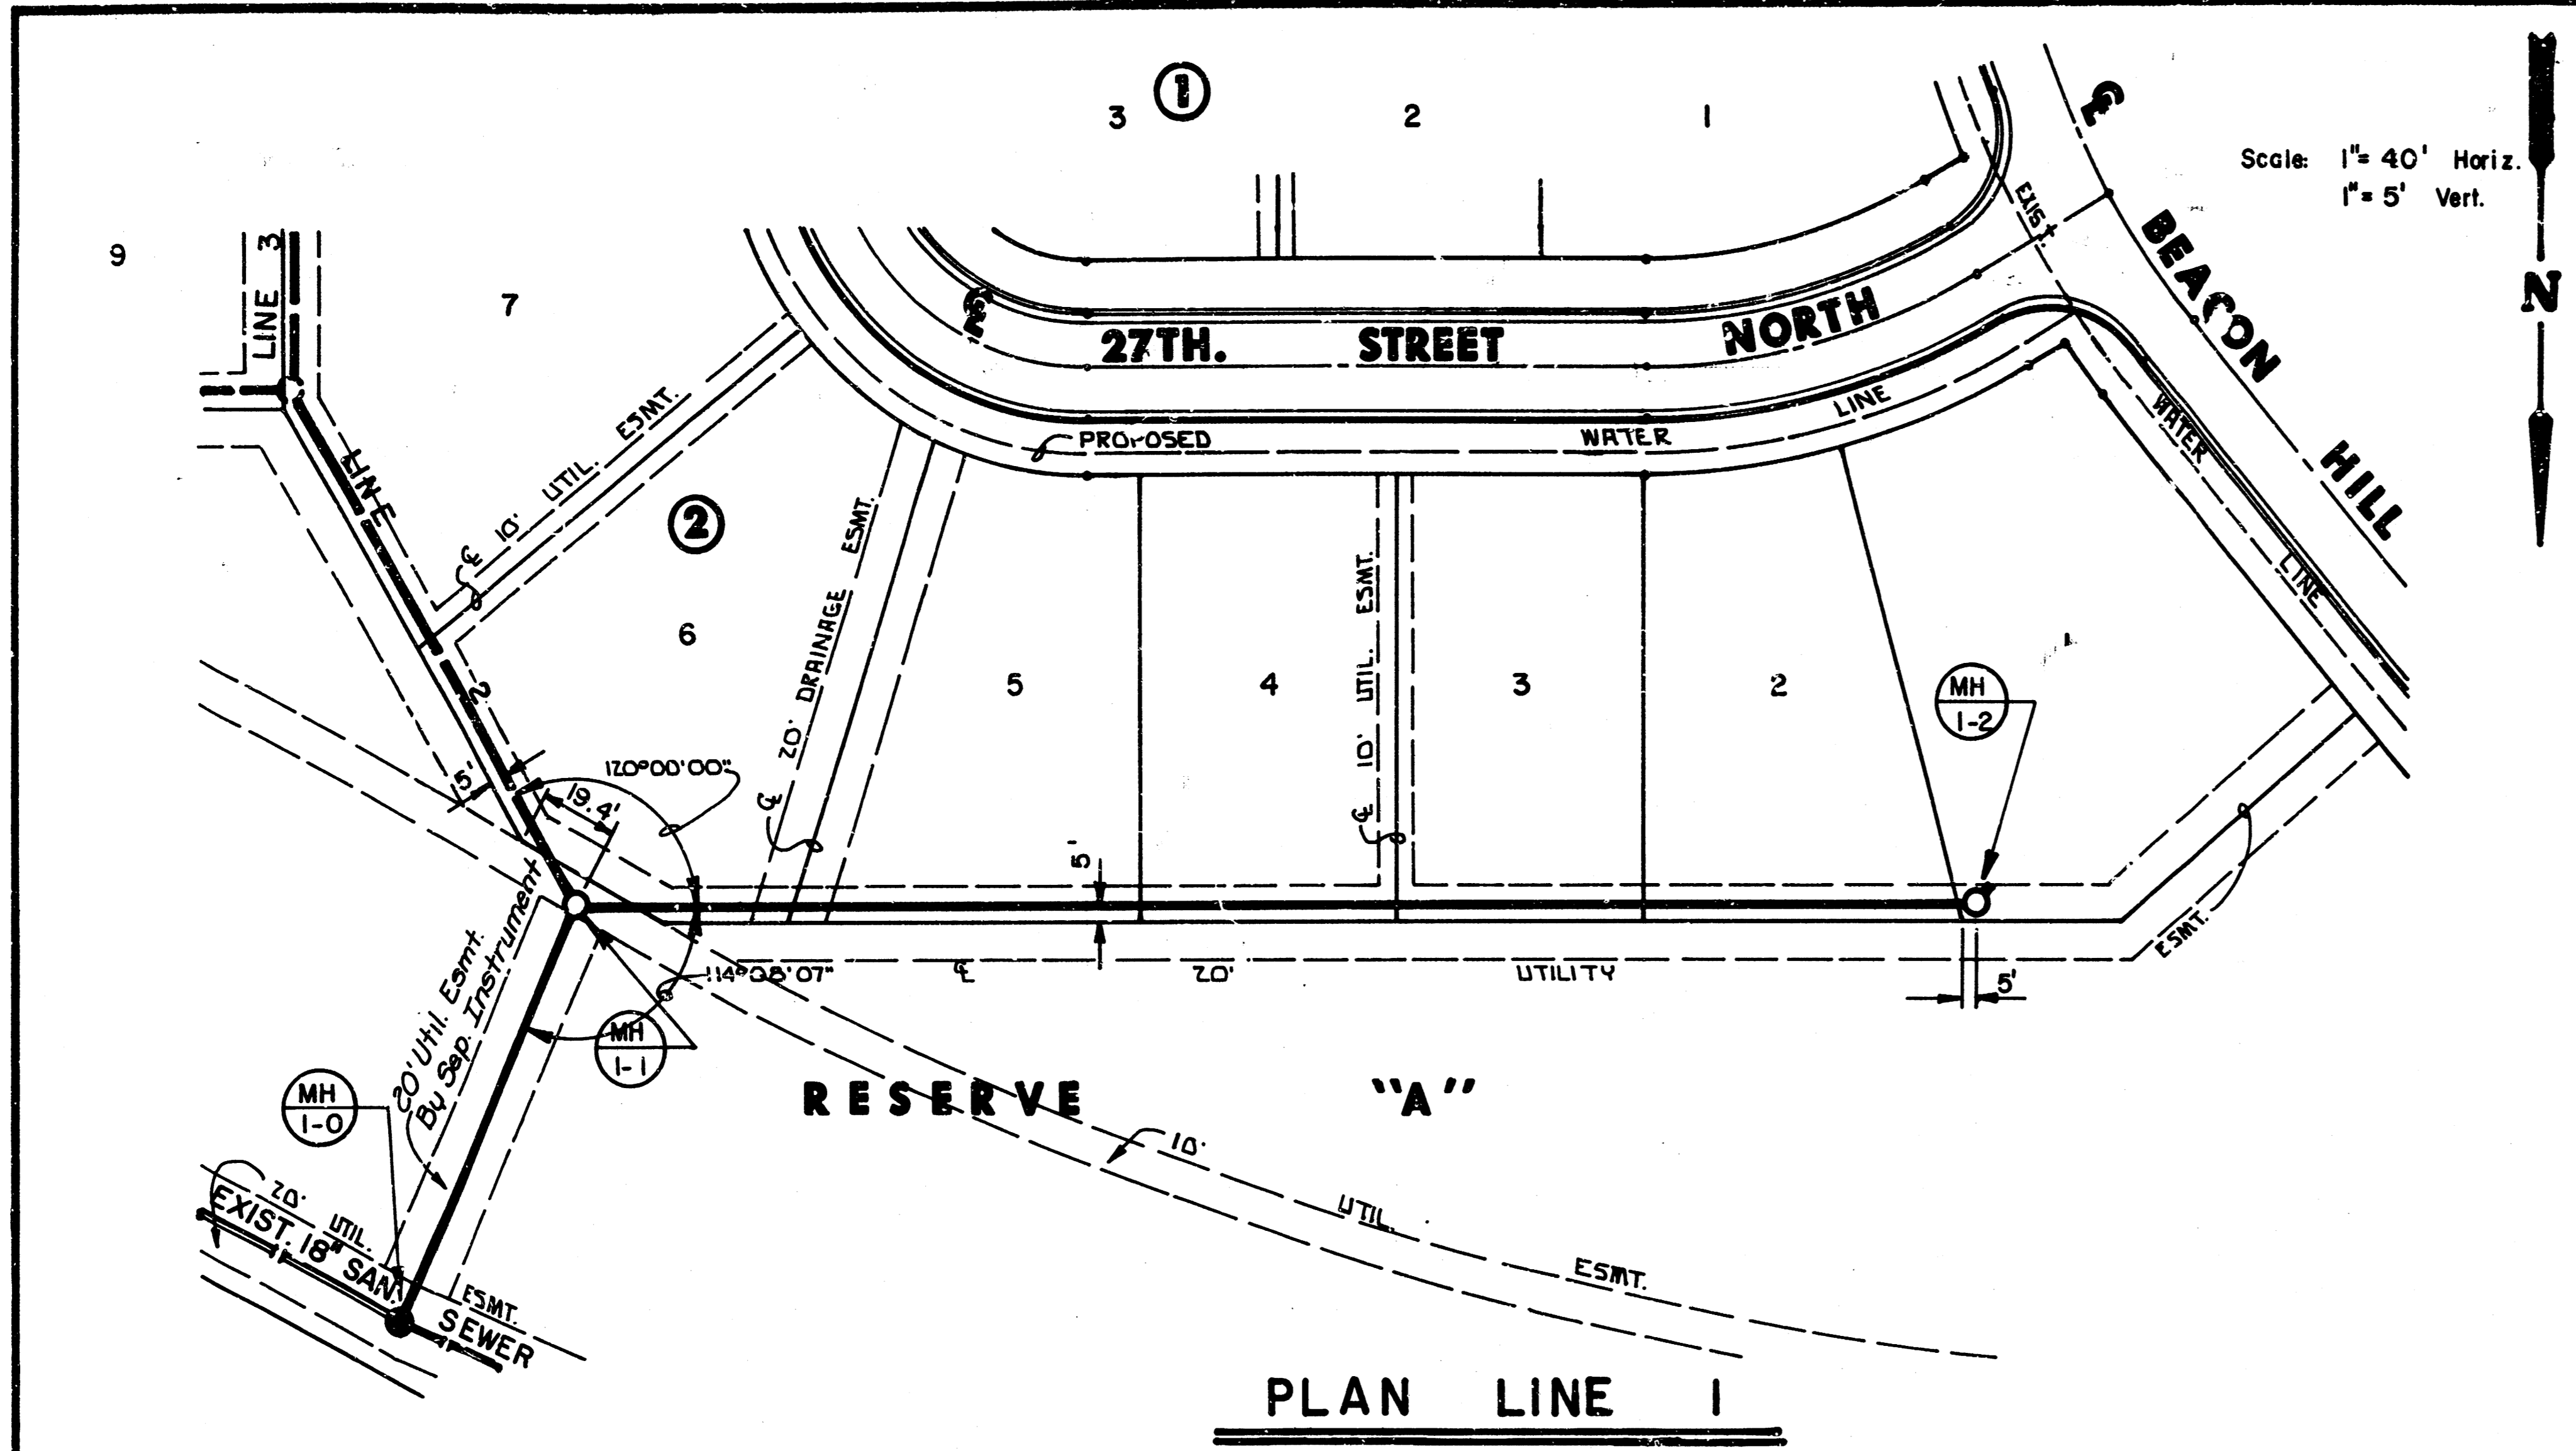 1
3
2
1
℄
Scale: 1"= 40' Horiz.
1"= 5' Vert.
N
BEACON
HILL
EXIST.
WATER
LINE
9
LINE 3
7
℄
27TH. STREET NORTH
PROPOSED WATER LINE
℄ 10' UTIL. ESMT.
LINE
2
2
6
℄ 20' DRAINAGE ESMT.
5
4
℄ 10' UTIL. ESMT.
3
2
1
MH
1-2
5'
120°00'00"
19.4'
5'
114°08'07"
℄ 20' UTILITY ESMT.
5'
20' Util. Esmt.
By Sep. Instrument
MH
1-1
MH
1-0
RESERVE "A"
10' UTIL. ESMT.
20' UTIL. ESMT.
EXIST. 18" SAN. SEWER
PLAN LINE 1